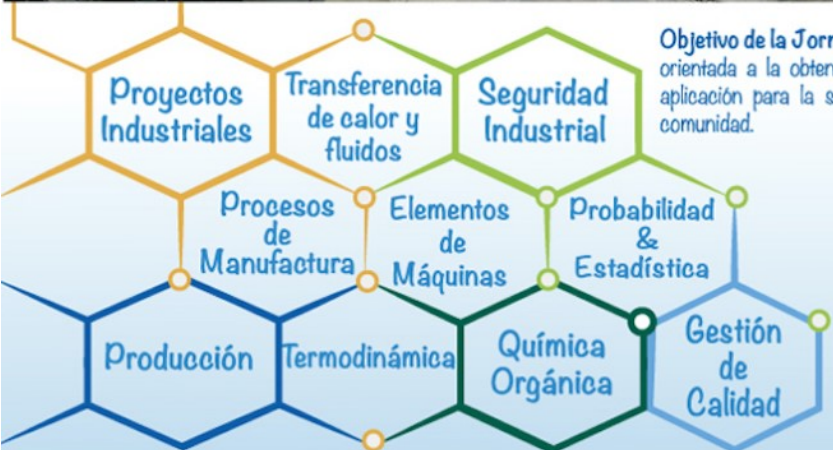 Objetivo de la Jor
orientada a la obten
aplicación para la s
comunidad.
Proyectos
Industriales
Transferencia
de calor y
fluidos
Seguridad
Industrial
Procesos
de
Manufactura
Elementos
de
Máquinas
Probabilidad
&
Estadística
Producción
Termodinámica
Química
Orgánica
Gestión
de
Calidad